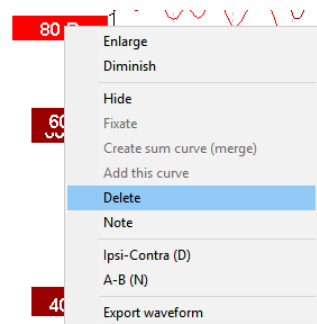 80
Enlarge
Diminish
Hide
60
Fixate
Create sum curve (merge)
Add this curve
Delete
Note
Ipsi-Contra (D)
A-B (N)
40
Export waveform